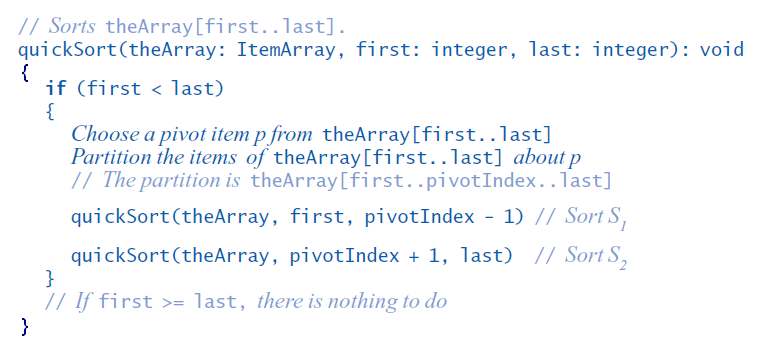 // Sorts theArray[first..last].
quickSort(theArray: ItemArray, first: integer, last: integer): void
{
if (first < last)
{
Choose a pivot item p from theArray[first..last]
Partition the items of theArray[first..last] about p
// The partition is theArray[first..pivotIndex..last]
quickSort(theArray, first, pivotIndex - 1) // Sort S1
quickSort(theArray, pivotIndex + 1, last) // Sort S2
}
// If first >= last, there is nothing to do
}